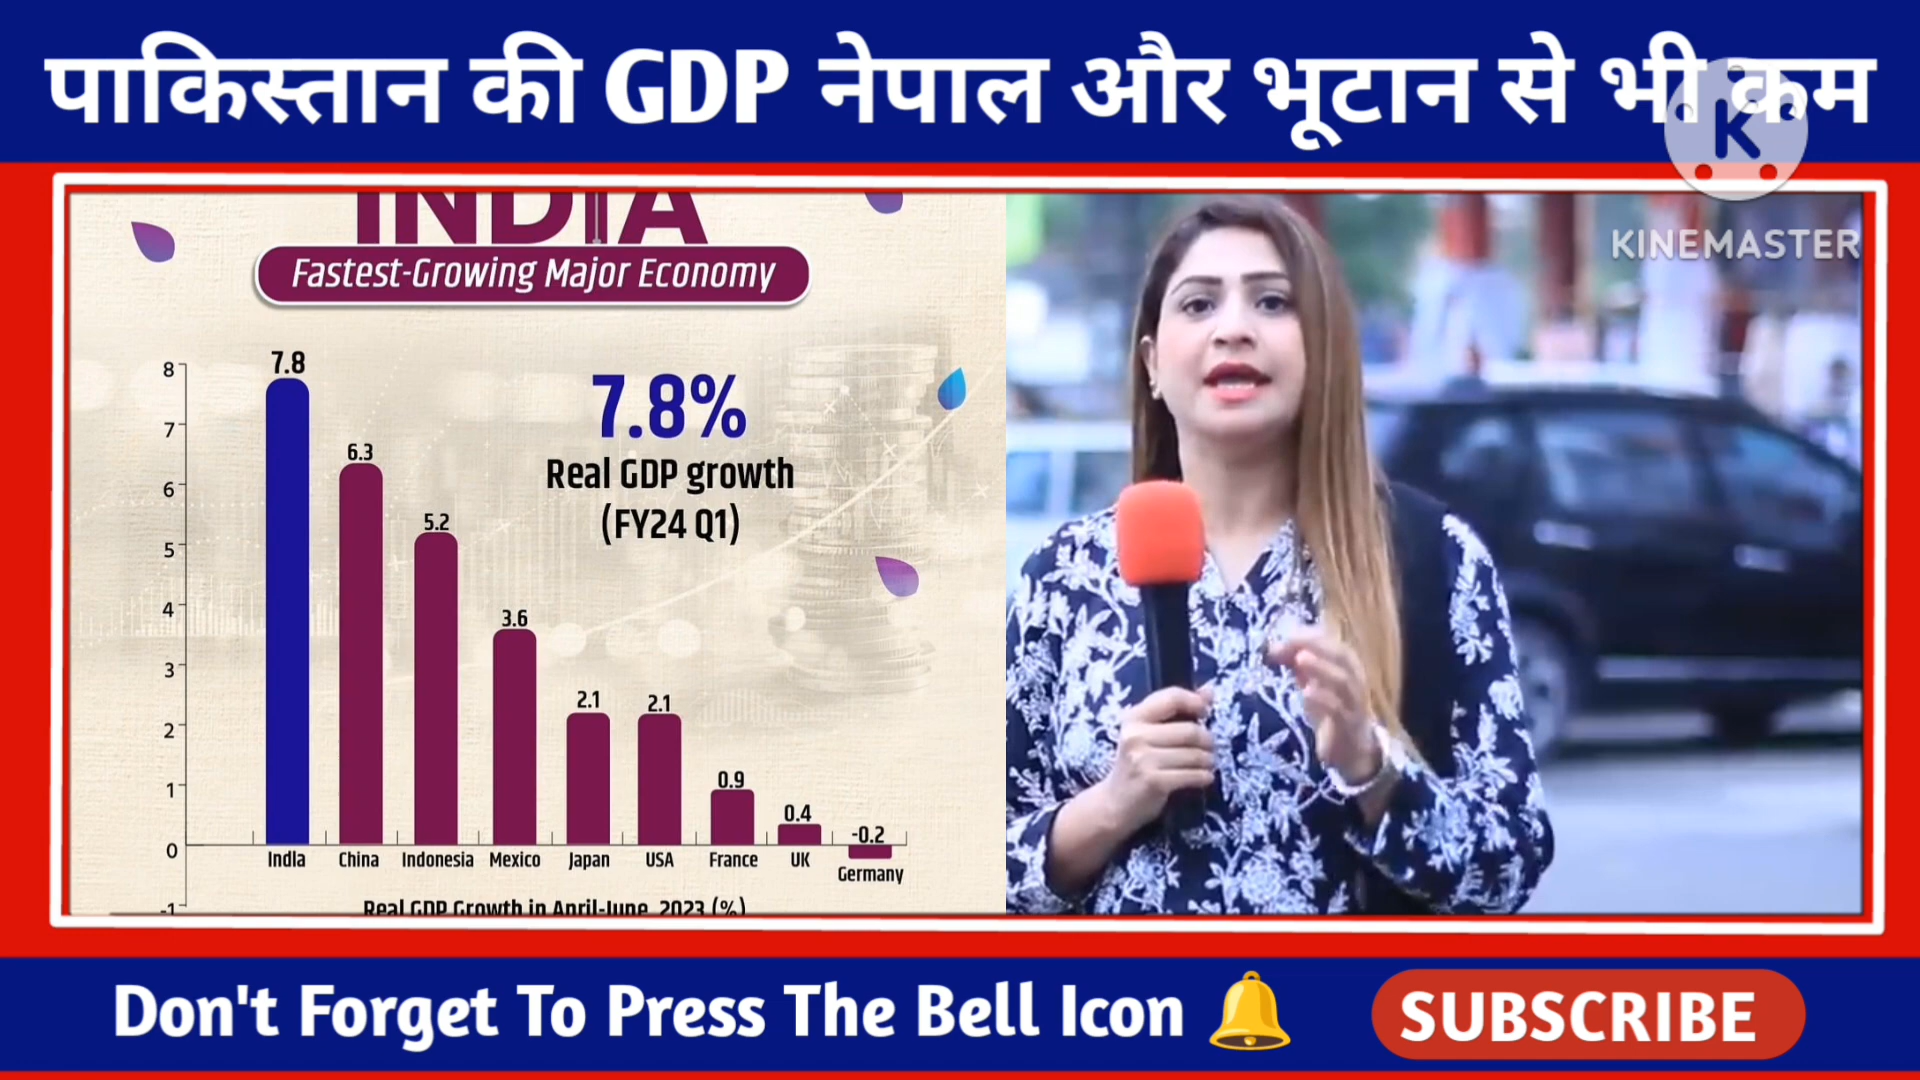 पाकिस्तान की GDP नेपाल और भूटान से भी कम
K
KINEMASTER
INDIA
Fastest-Growing Major Economy
7.8%
Real GDP growth
(FY24 Q1)
8
7
6
5
4
3
2
1
0
-1
7.8
6.3
5.2
3.6
2.1
2.1
0.9
0.4
-0.2
India
China
Indonesia
Mexico
Japan
USA
France
UK
Germany
Real GDP Growth in April-June, 2023 (%)
Don't Forget To Press The Bell Icon
SUBSCRIBE